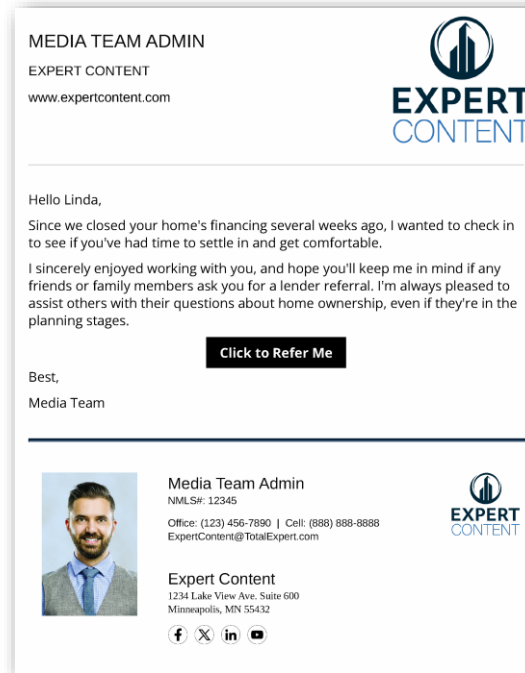 MEDIA TEAM ADMIN
EXPERT CONTENT
www.expertcontent.com
EXPERT
CONTENT
Hello Linda,
Since we closed your home's financing several weeks ago, I wanted to check in
to see if you've had time to settle in and get comfortable.
I sincerely enjoyed working with you, and hope you'll keep me in mind if any
friends or family members ask you for a lender referral. I'm always pleased to
assist others with their questions about home ownership, even if they're in the
planning stages.
Click to Refer Me
Best,
Media Team
Media Team Admin
NMLS#: 12345
Office: (123) 456-7890 | Cell: (888) 888-8888
ExpertContent@TotalExpert.com
EXPERT
CONTENT
Expert Content
1234 Lake View Ave. Suite 600
Minneapolis, MN 55432